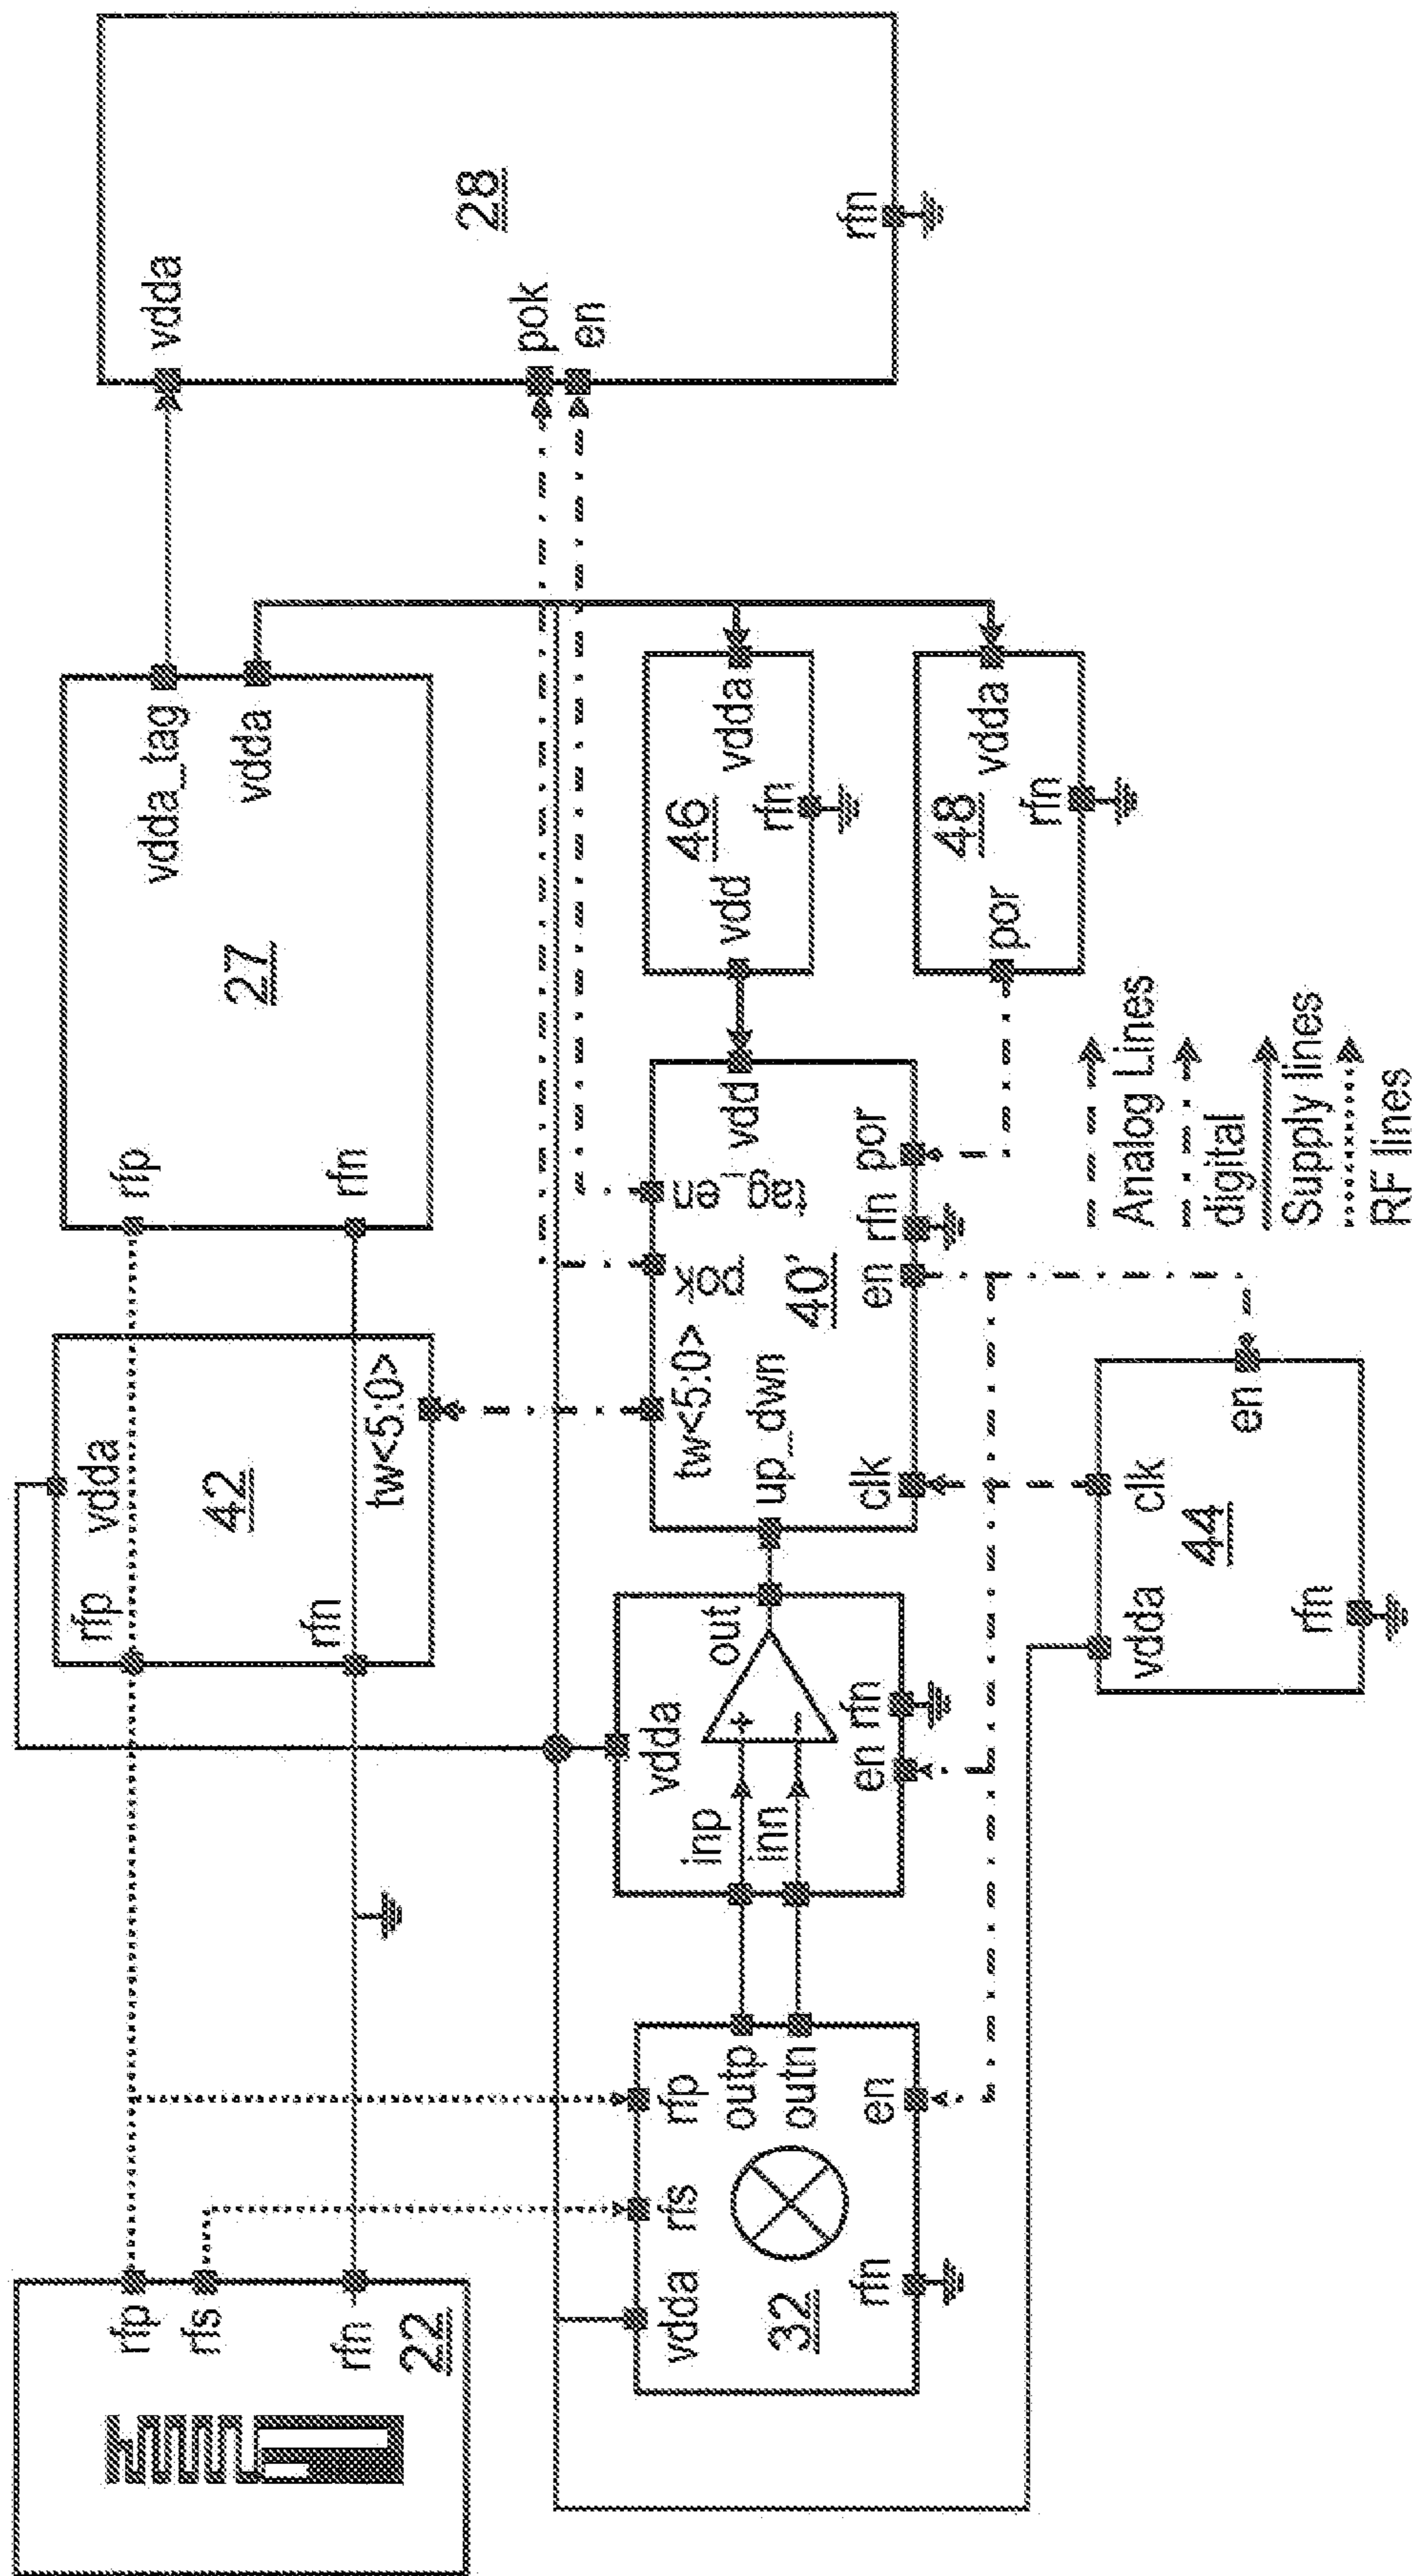 rfp
rfs
rfn
22
vdda
rfp
42
rfn
tw<5:0>
rfp
27
rfn
vdda_tag
vdda
vdda
28
pok
en
rfn
vdda
rfs
rfp
outp
outn
32
rfn
en
vdda
inp
inn
+
−
out
en
rfn
tw<5:0>
pok
tag_en
up_dwn
40'
vdd
clk
en
rfn
por
vdd
46
vdda
rfn
por
48
vdda
rfn
vdda
clk
44
en
rfn
Analog Lines
digital
Supply lines
RF lines